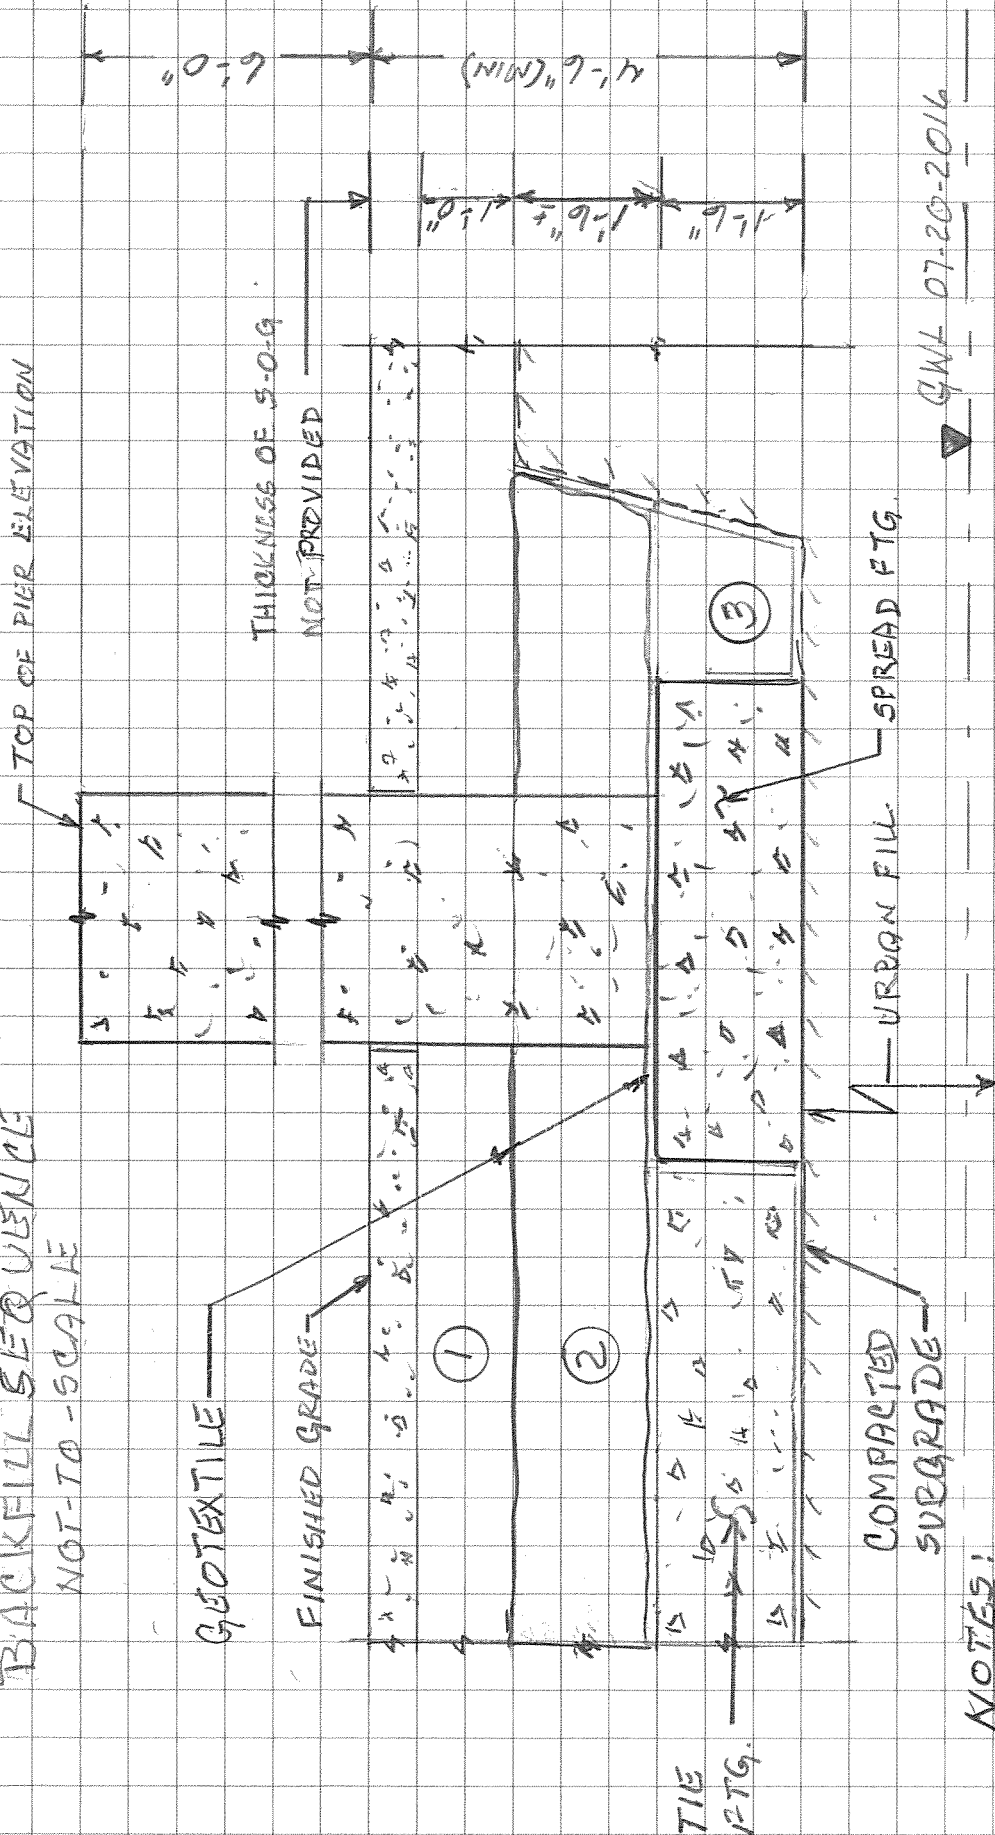 BACKFILL SEQUENCE
NOT-TO-SCALE
TOP OF PIER ELEVATION
6'-0"
GEOTEXTILE
THICKNESS OF S-O-G
NOT PROVIDED
FINISHED GRADE
4'-6" (MIN)
1
1'-0"
2
1'-6"±
3
1'-6"
TIE
FTG.
COMPACTED
SUBGRADE
URBAN FILL
SPREAD FTG.
GWL 07-20-2016
NOTES: